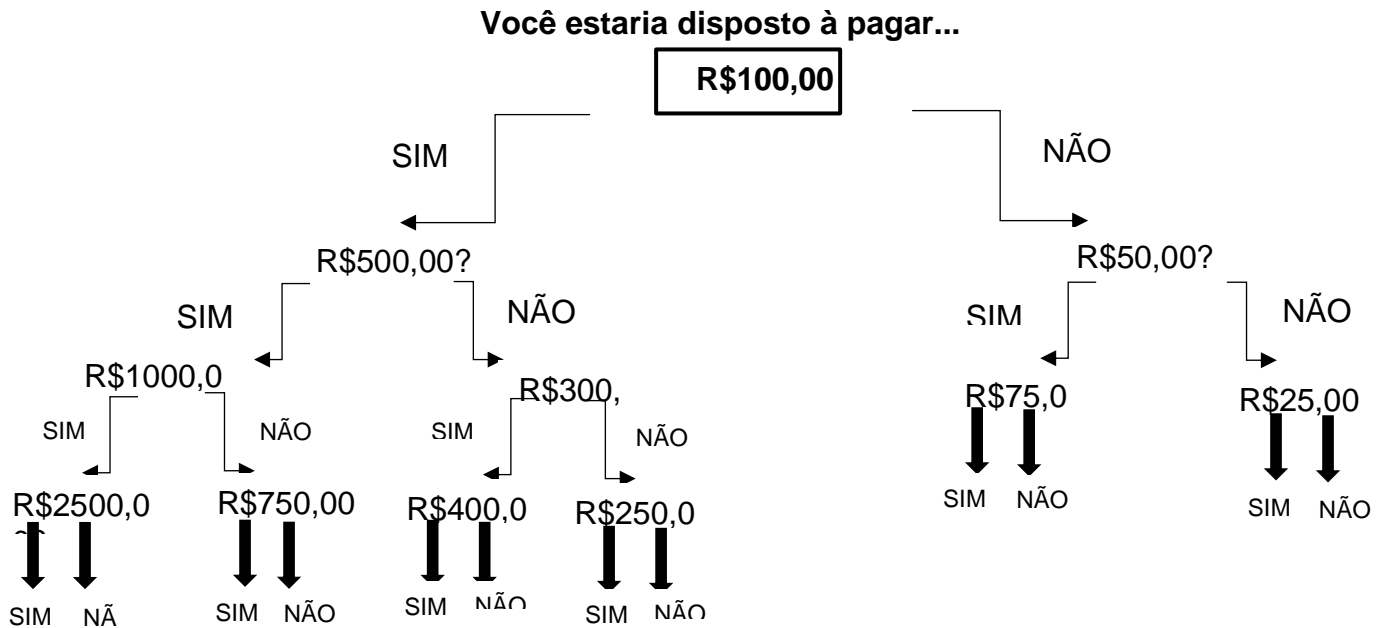 Você estaria disposto à pagar...
R$100,00
SIM
NÃO
R$500,00?
R$50,00?
SIM
NÃO
SIM
NÃO
R$1000,0
R$300,
R$75,0
R$25,00
SIM
NÃO
SIM
NÃO
R$2500,0
R$750,00
R$400,0
R$250,0
SIM
NÃO
SIM
NÃO
SIM
NÃ
SIM
NÃO
SIM
NÃO
SIM
NÃO